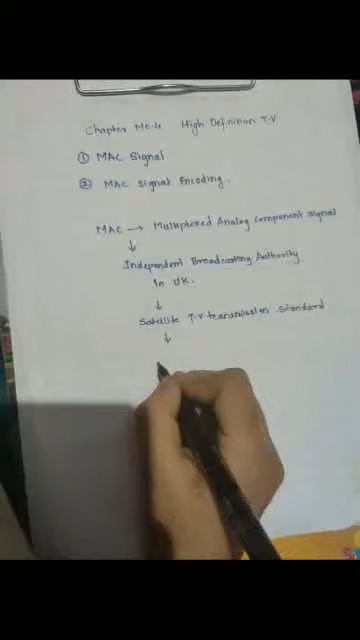 Chapter No:4 High Definition T.V
① MAC Signal
② MAC Signal Encoding.
MAC → Multiplexed Analog component signal
↓
Independent Broadcasting Authority
In UK.
↓
Satellite T.V transmission Standard
↓